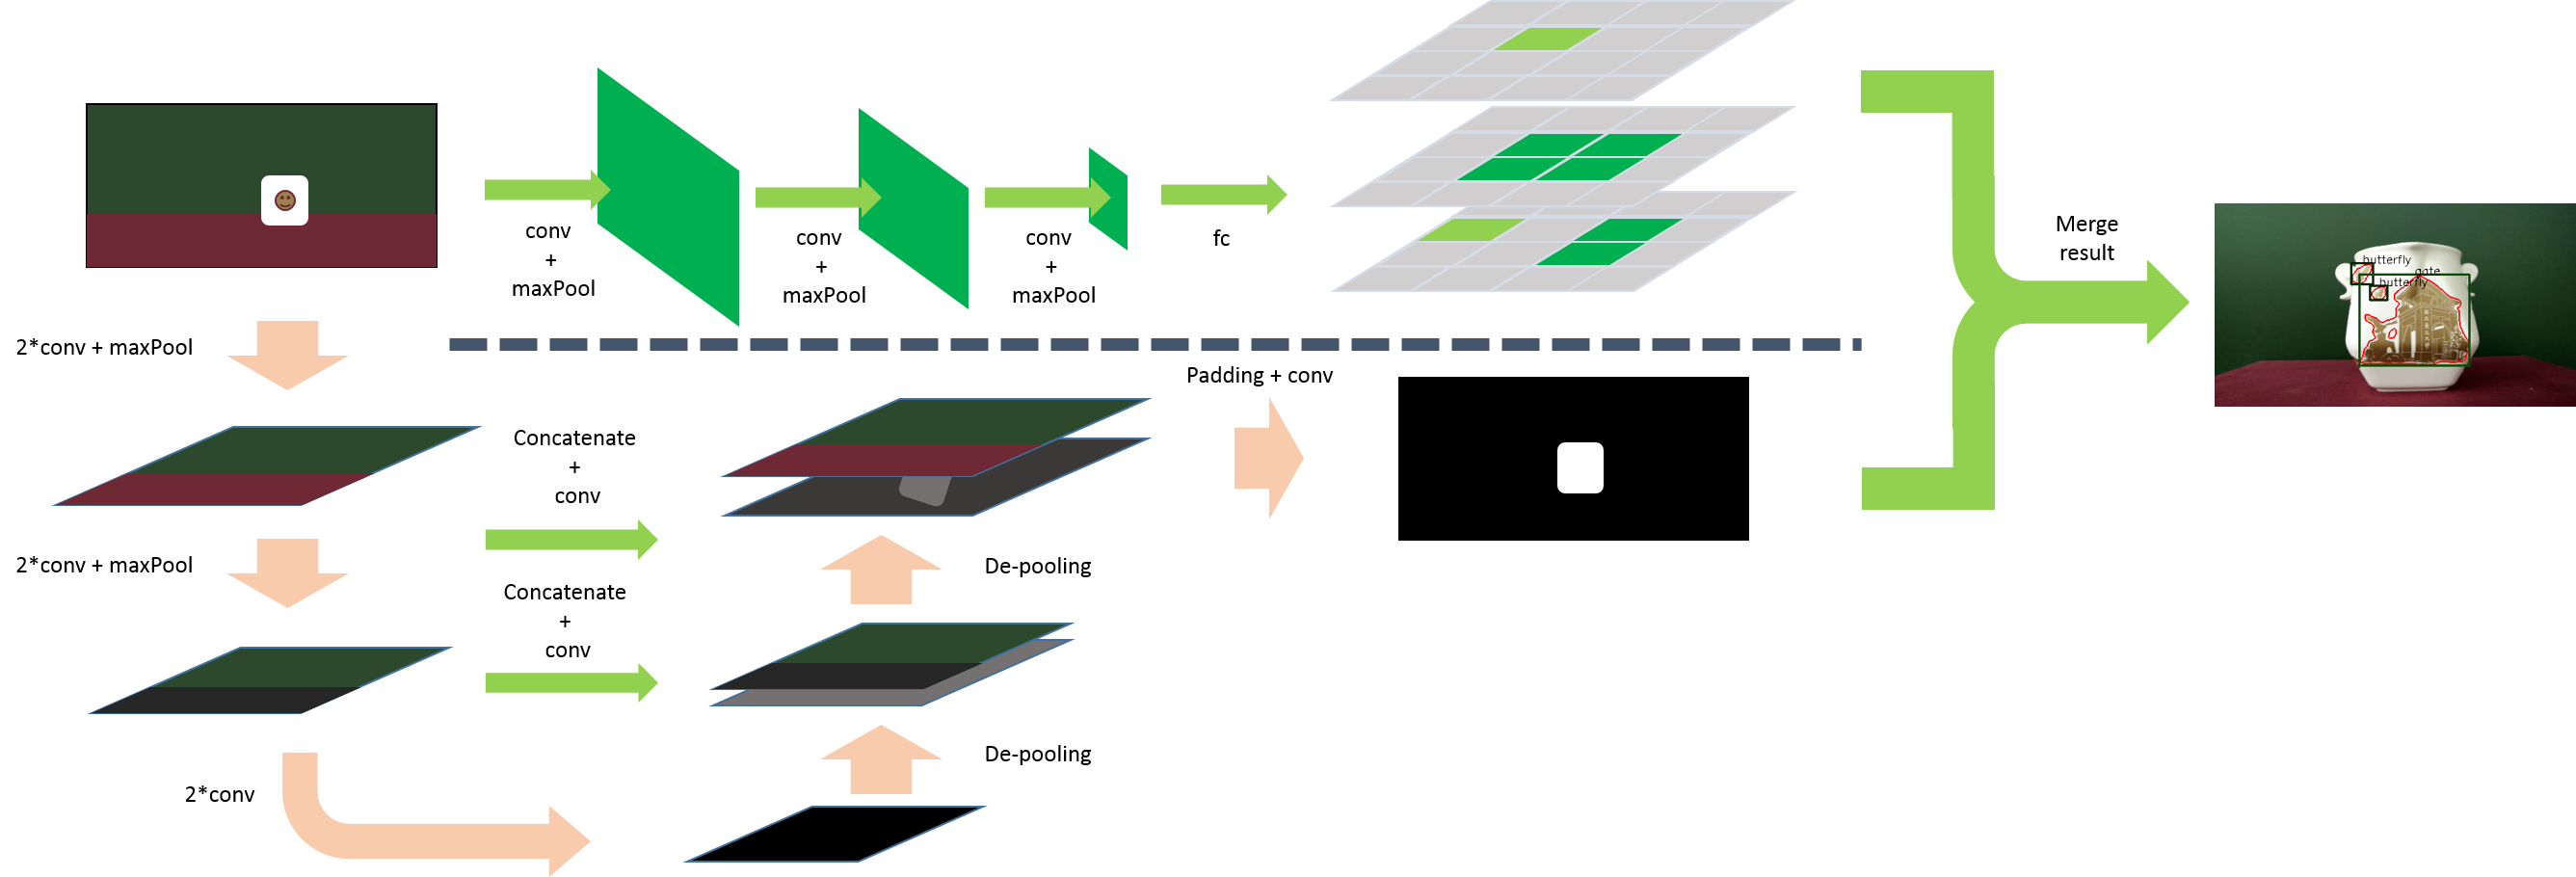 conv
+
maxPool
conv
+
maxPool
conv
+
maxPool
fc
Merge
result
butterfly
gate
butterfly
2*conv + maxPool
Padding + conv
Concatenate
+
conv
2*conv + maxPool
De-pooling
Concatenate
+
conv
De-pooling
2*conv